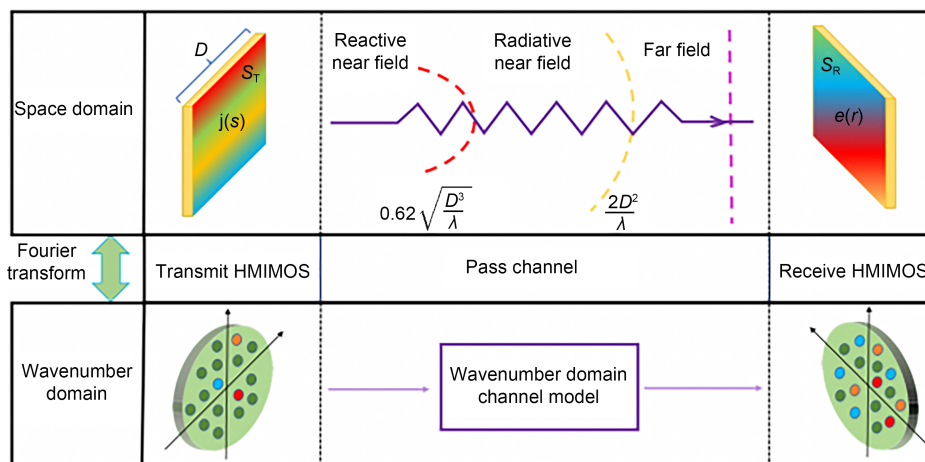 D
S_T
j(s)
Reactive
near field
Radiative
near field
Far field
S_R
e(r)
Space domain
0.62 √(D³/λ)
2D²/λ
Fourier
transform
Transmit HMIMOS
Pass channel
Receive HMIMOS
Wavenumber
domain
Wavenumber domain
channel model